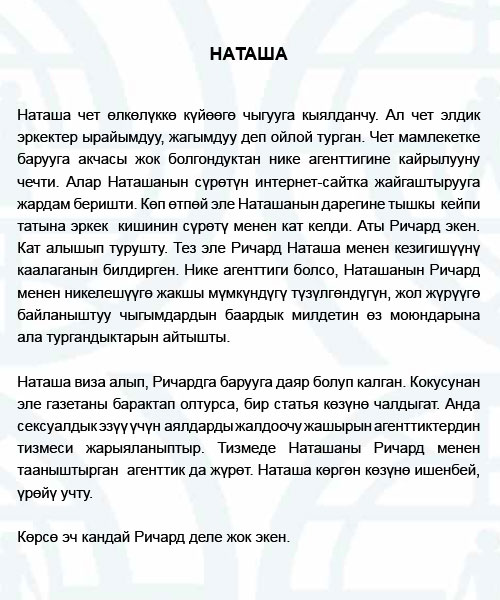 НАТАША
Наташа чет өлкөлүккө күйөөгө чыгууга кыялданчу. Ал чет элдик
эркектер ырайымдуу, жагымдуу деп ойлой турган. Чет мамлекетке
барууга акчасы жок болгондуктан нике агенттигине кайрылууну
чечти. Алар Наташанын сүрөтүн интернет-сайтка жайгаштырууга
жардам беришти. Көп өтпөй эле Наташанын дарегине тышкы кейпи
татына эркек кишинин сүрөтү менен кат келди. Аты Ричард экен.
Кат алышып турушту. Тез эле Ричард Наташа менен кезигишүүнү
каалаганын билдирген. Нике агенттиги болсо, Наташанын Ричард
менен никелешүүгө жакшы мүмкүндүгү түзүлгөндүгүн, жол жүрүүгө
байланыштуу чыгымдардын баардык милдетин өз моюндарына
ала тургандыктарын айтышты.
Наташа виза алып, Ричардга барууга даяр болуп калган. Кокусунан
эле газетаны барактап олтурса, бир статья көзүнө чалдыгат. Анда
сексуалдык эзүү үчүн аялдарды жалдоочу жашырын агенттиктердин
тизмеси жарыяланыптыр. Тизмеде Наташаны Ричард менен
тааныштырган агенттик да жүрөт. Наташа көргөн көзүнө ишенбей,
үрөйү учту.
Көрсө эч кандай Ричард деле жок экен.